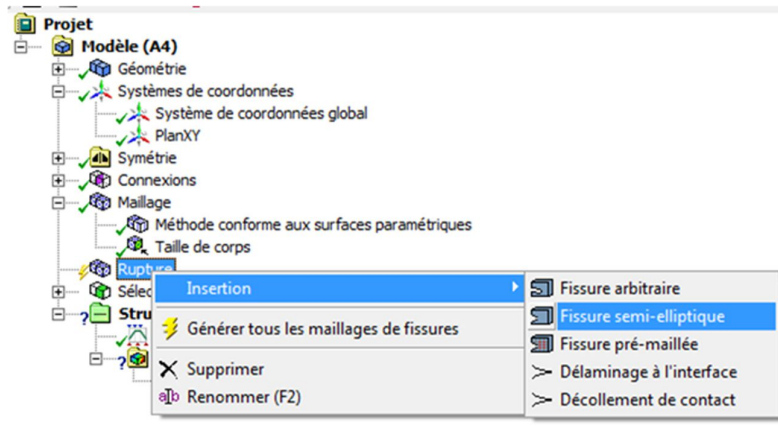 Projet
Modèle (A4)
Géométrie
Systèmes de coordonnées
Système de coordonnées global
PlanXY
Symétrie
Connexions
Maillage
Méthode conforme aux surfaces paramétriques
Taille de corps
Rupture
Insertion
Fissure arbitraire
Sélec
Fissure semi-elliptique
Stru
Générer tous les maillages de fissures
Fissure pré-maillée
Supprimer
Délaminage à l'interface
Renommer (F2)
Décollement de contact